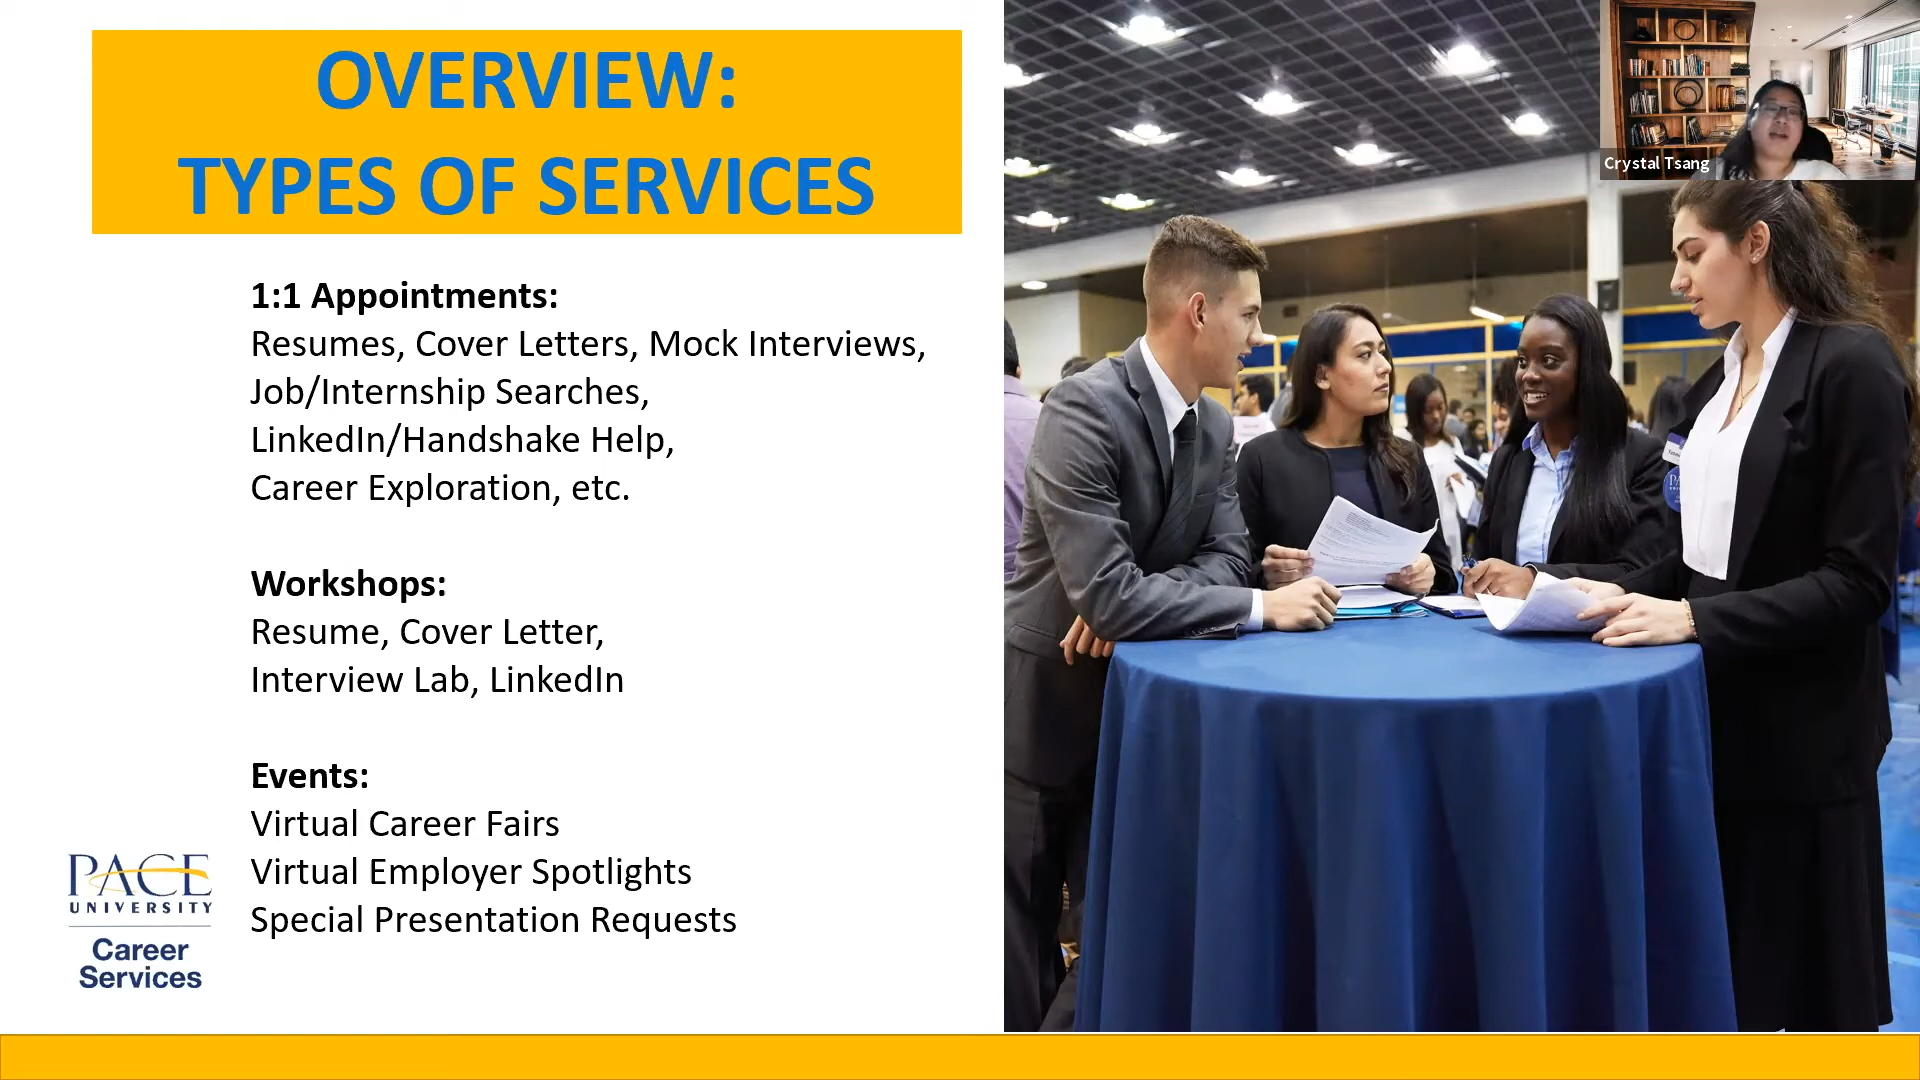 OVERVIEW:
TYPES OF SERVICES
1:1 Appointments:
Resumes, Cover Letters, Mock Interviews,
Job/Internship Searches,
LinkedIn/Handshake Help,
Career Exploration, etc.
Workshops:
Resume, Cover Letter,
Interview Lab, LinkedIn
Events:
Virtual Career Fairs
Virtual Employer Spotlights
Special Presentation Requests
PACE
UNIVERSITY
Career
Services
Crystal Tsang